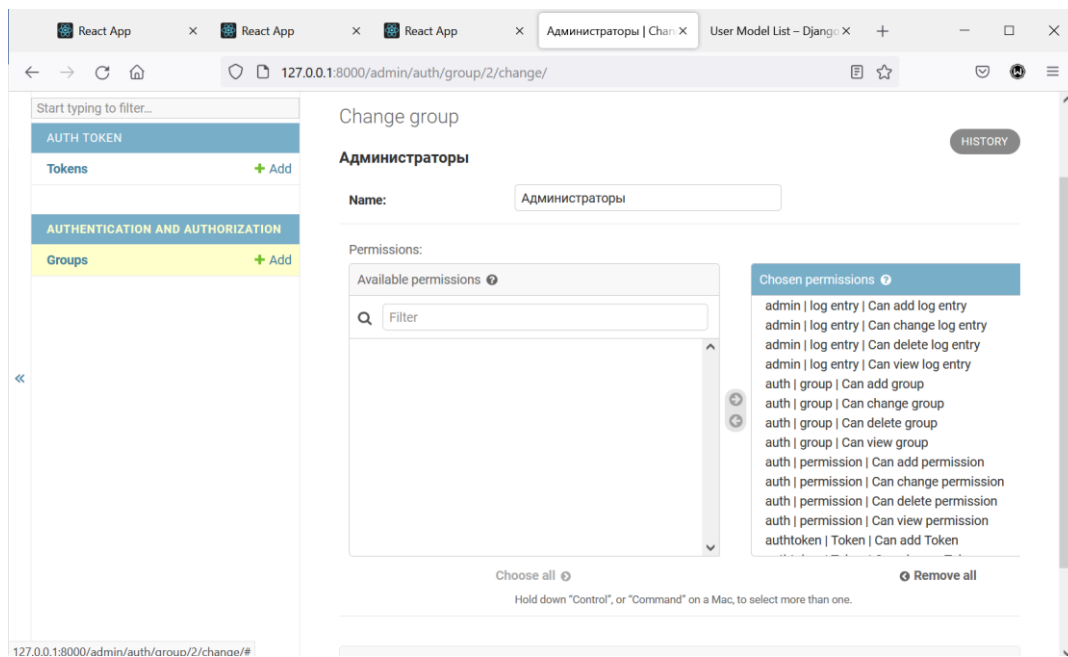 React App
React App
React App
Администраторы | Chan
User Model List – Django
127.0.0.1:8000/admin/auth/group/2/change/
Start typing to filter...
AUTH TOKEN
Tokens
Add
AUTHENTICATION AND AUTHORIZATION
Groups
Add
Change group
HISTORY
Администраторы
Name:
Администраторы
Permissions:
Available permissions
Filter
Choose all
Chosen permissions
admin | log entry | Can add log entry
admin | log entry | Can change log entry
admin | log entry | Can delete log entry
admin | log entry | Can view log entry
auth | group | Can add group
auth | group | Can change group
auth | group | Can delete group
auth | group | Can view group
auth | permission | Can add permission
auth | permission | Can change permission
auth | permission | Can delete permission
auth | permission | Can view permission
authtoken | Token | Can add Token
Remove all
Hold down “Control”, or “Command” on a Mac, to select more than one.
127.0.0.1:8000/admin/auth/group/2/change/#